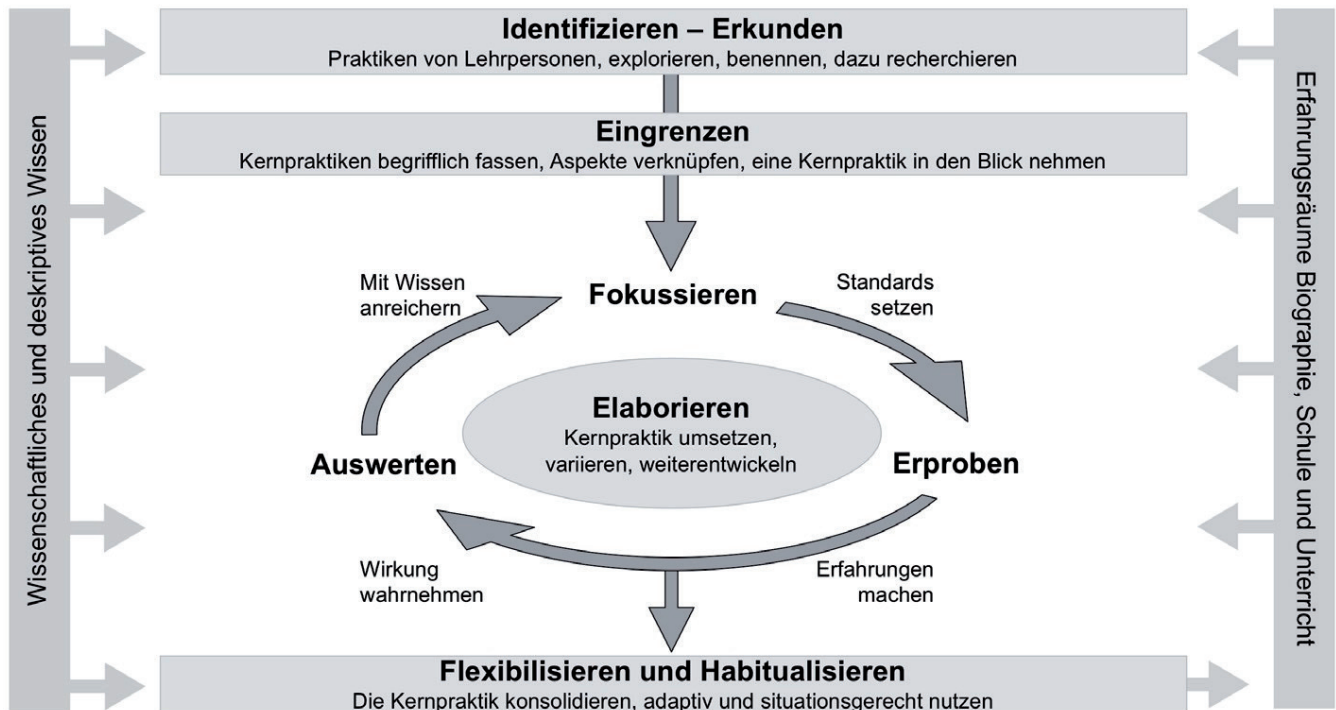 Wissenschaftliches und deskriptives Wissen
Identifizieren – Erkunden
Praktiken von Lehrpersonen, explorieren, benennen, dazu recherchieren
Eingrenzen
Kernpraktiken begrifflich fassen, Aspekte verknüpfen, eine Kernpraktik in den Blick nehmen
Mit Wissen
anreichern
Fokussieren
Standards
setzen
Elaborieren
Kernpraktik umsetzen,
variieren, weiterentwickeln
Auswerten
Erproben
Wirkung
wahrnehmen
Erfahrungen
machen
Flexibilisieren und Habitualisieren
Die Kernpraktik konsolidieren, adaptiv und situationsgerecht nutzen
Erfahrungsräume Biographie, Schule und Unterricht